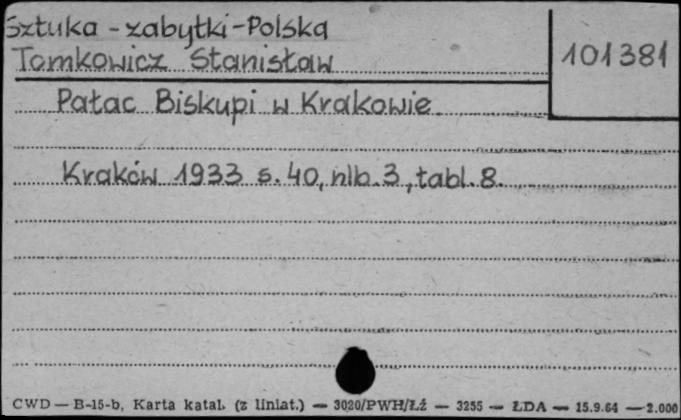 Sztuka - zabytki - Polska
Tomkowicz Stanisław
101381
Pałac Biskupi w Krakowie
Kraków 1933 s. 40, nlb. 3, tabl. 8.
CWD — B-15-b, Karta katal. (z liniat.) — 3020/PWH/Łź — 3255 — ŁDA — 15.9.64 — 2.000